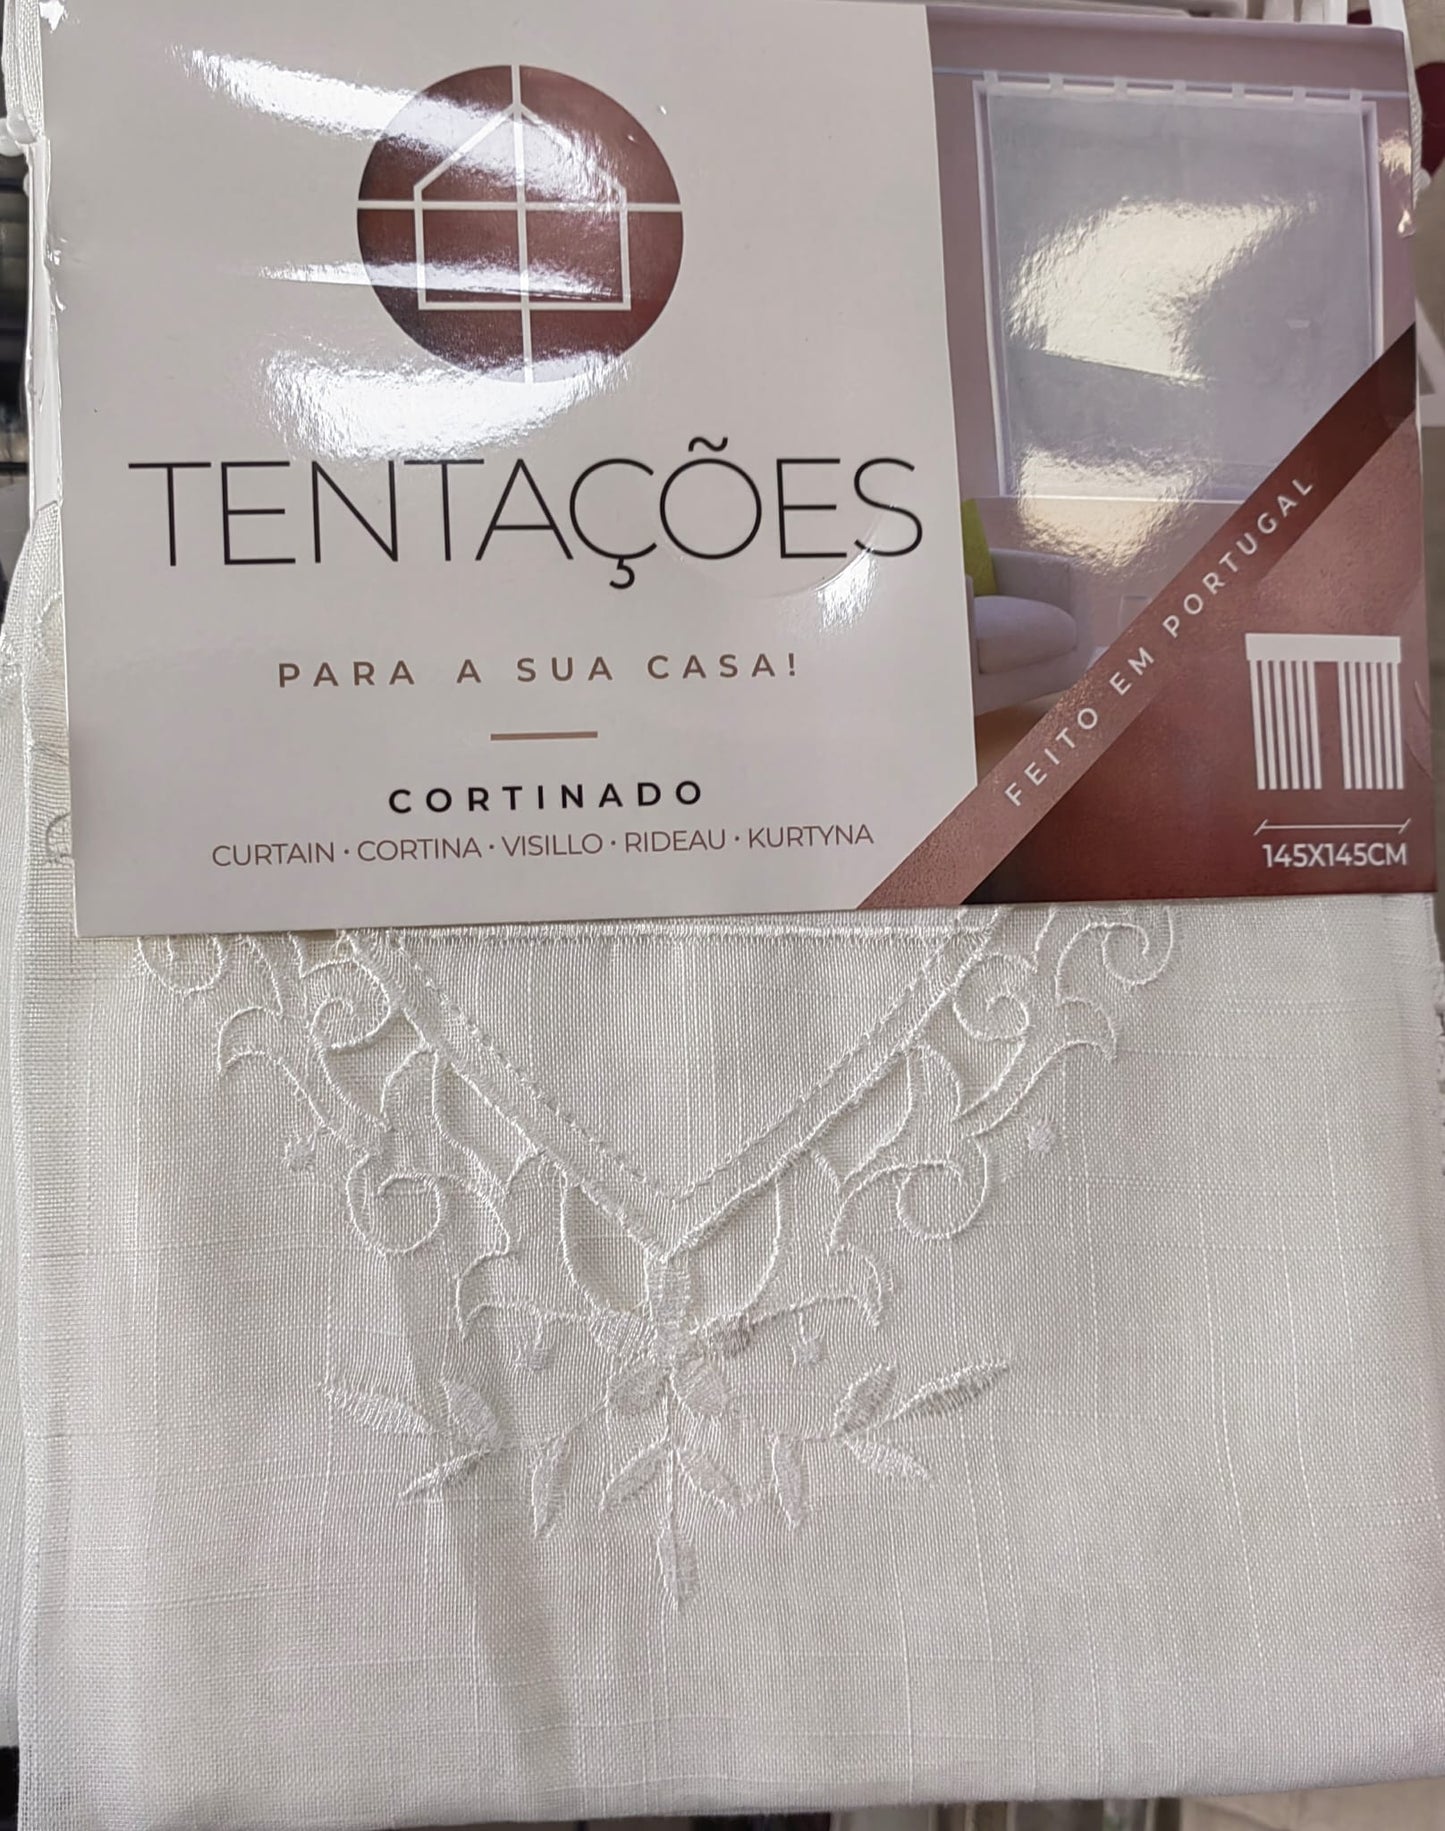 TENTAÇÕES
PARA A SUA CASA!
CORTINADO
CURTAIN · CORTINA · VISILLO · RIDEAU · KURTYNA
FEITO EM PORTUGAL
145X145CM